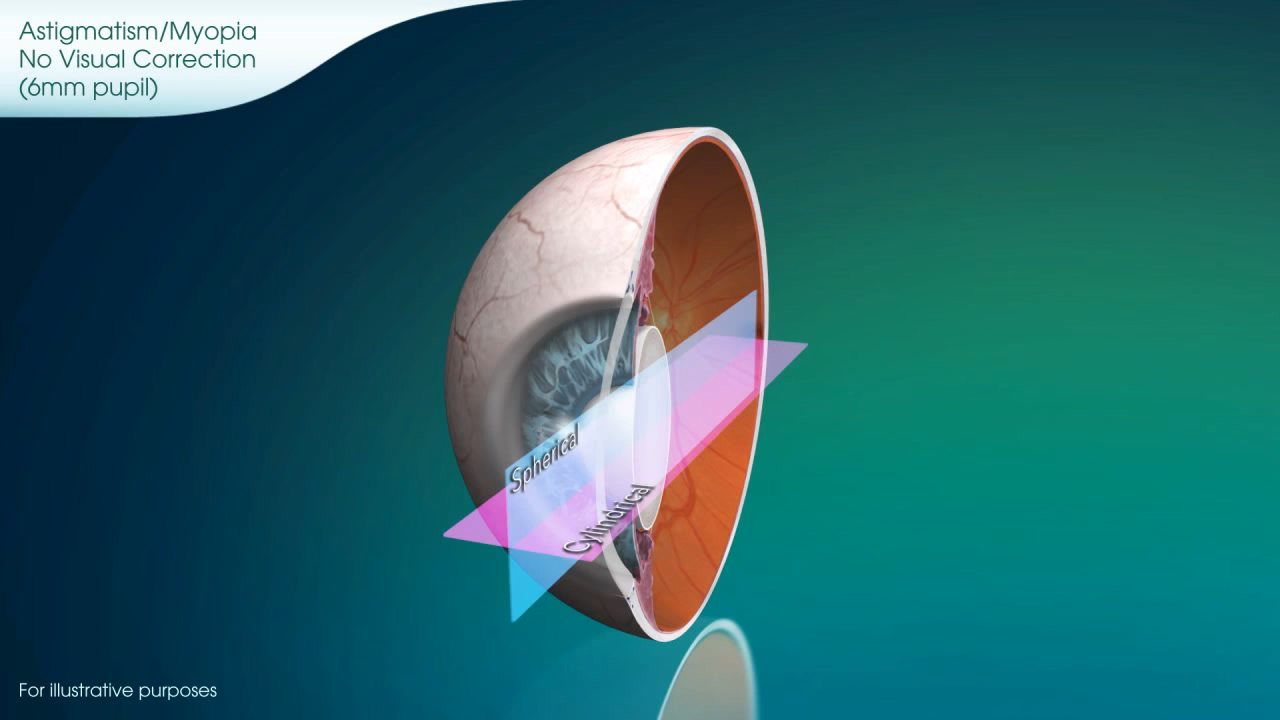 Astigmatism/Myopia
No Visual Correction
(6mm pupil)
Spherical
Cylindrical
For illustrative purposes